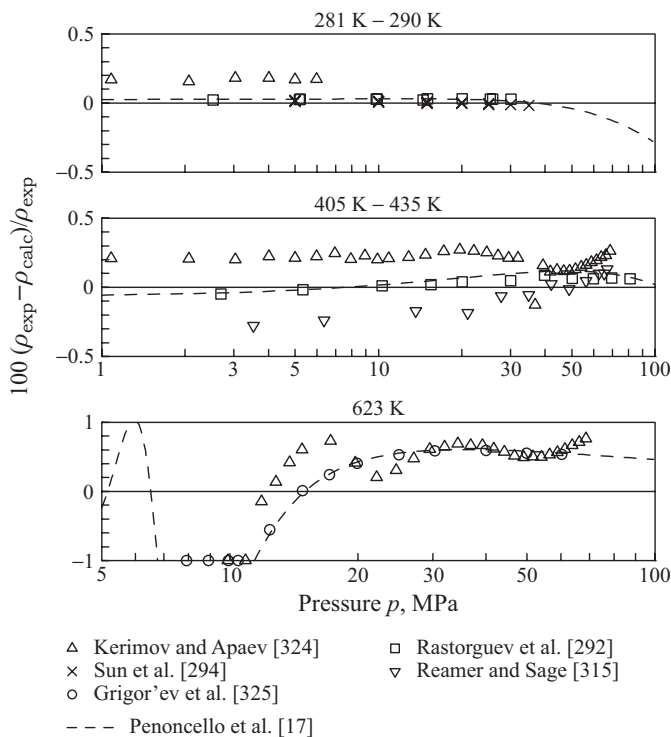 281 K – 290 K
0.5
0
–0.5
405 K – 435 K
0.5
0
–0.5
1 3 5 10 30 50 100
623 K
1
0
–1
5 10 20 30 50 100
100 (ρexp–ρcalc)/ρexp
Pressure p, MPa
Kerimov and Apaev [324]
Sun et al. [294]
Grigor'ev et al. [325]
Penoncello et al. [17]
Rastorguev et al. [292]
Reamer and Sage [315]